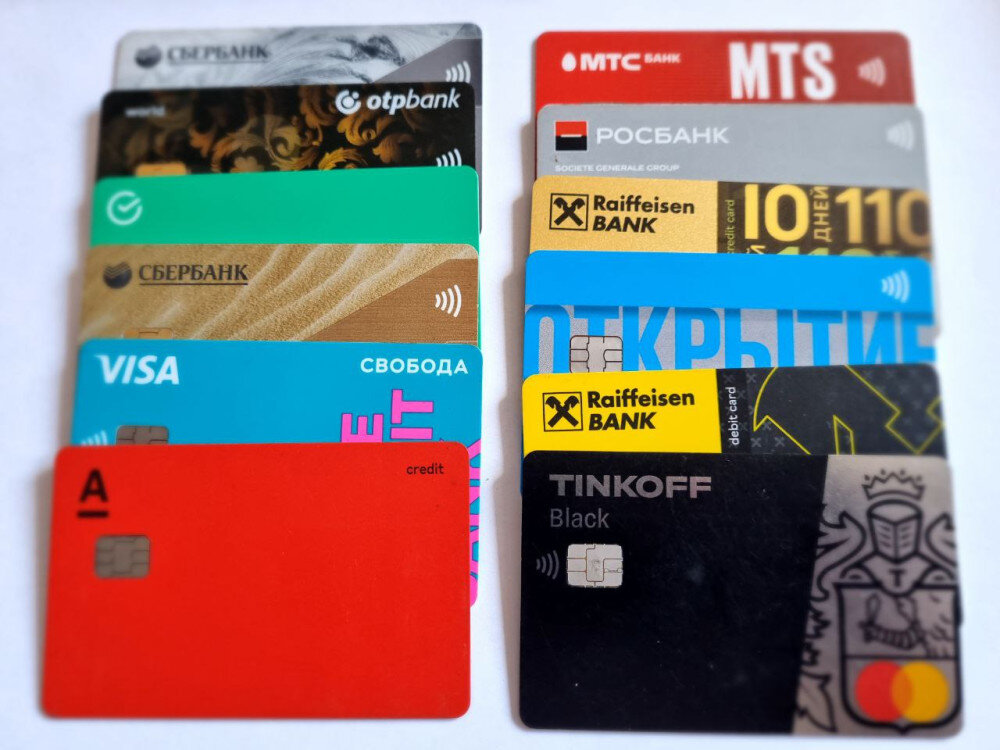 СБЕРБАНК
otpbank
world
СБЕРБАНК
VISA
СВОБОДА
A
credit
МТС БАНК
MTS
РОСБАНК
SOCIETE GENERALE GROUP
Raiffeisen
BANK
credit card
10 110
ДНЕЙ
ОТКРЫТИЕ
Raiffeisen
BANK
debit card
TINKOFF
Black
T